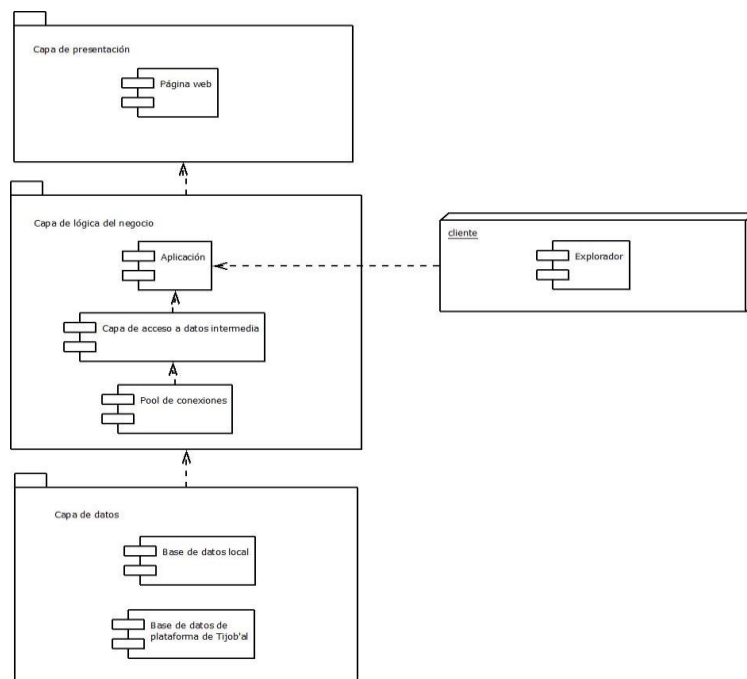 Capa de presentación
Página web
Capa de lógica del negocio
Aplicación
cliente
Explorador
Capa de acceso a datos intermedia
Pool de conexiones
Capa de datos
Base de datos local
Base de datos de
plataforma de Tijob'al